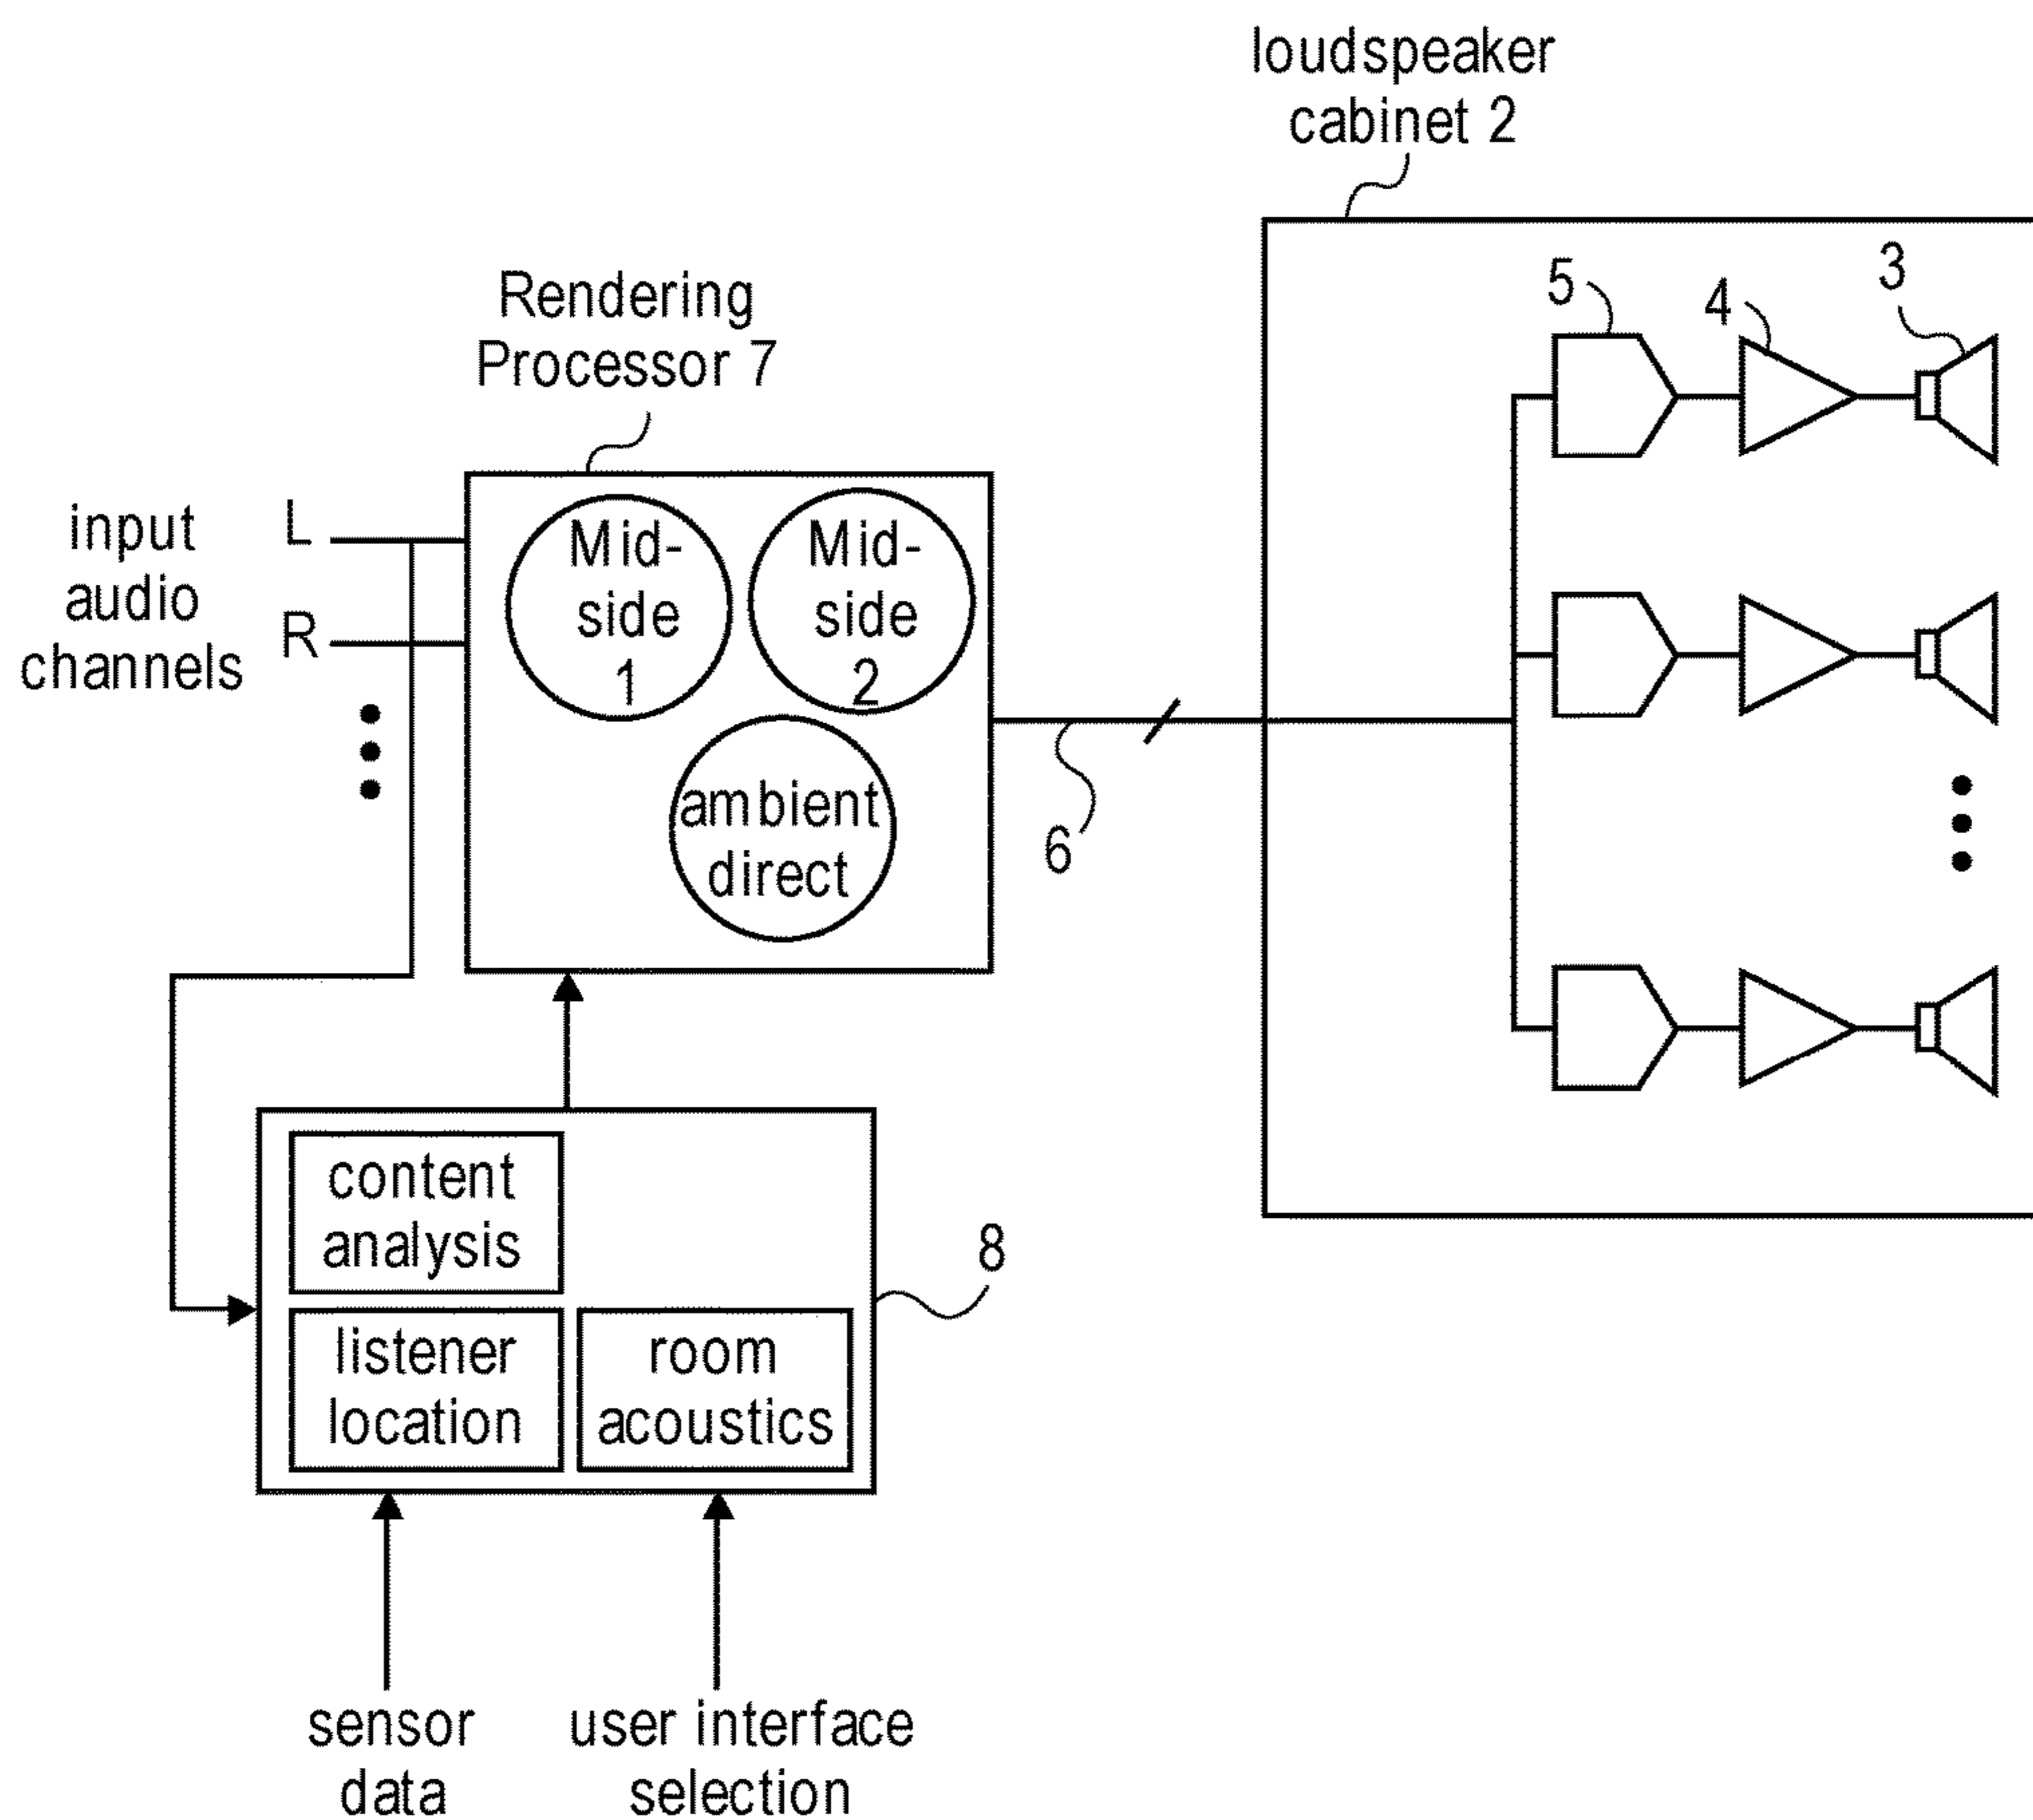 loudspeaker
cabinet 2
5
4
3
Rendering
Processor 7
input
audio
channels
L
R
Mid-
side
1
Mid-
side
2
ambient
direct
6
content
analysis
listener
location
room
acoustics
8
sensor
data
user interface
selection